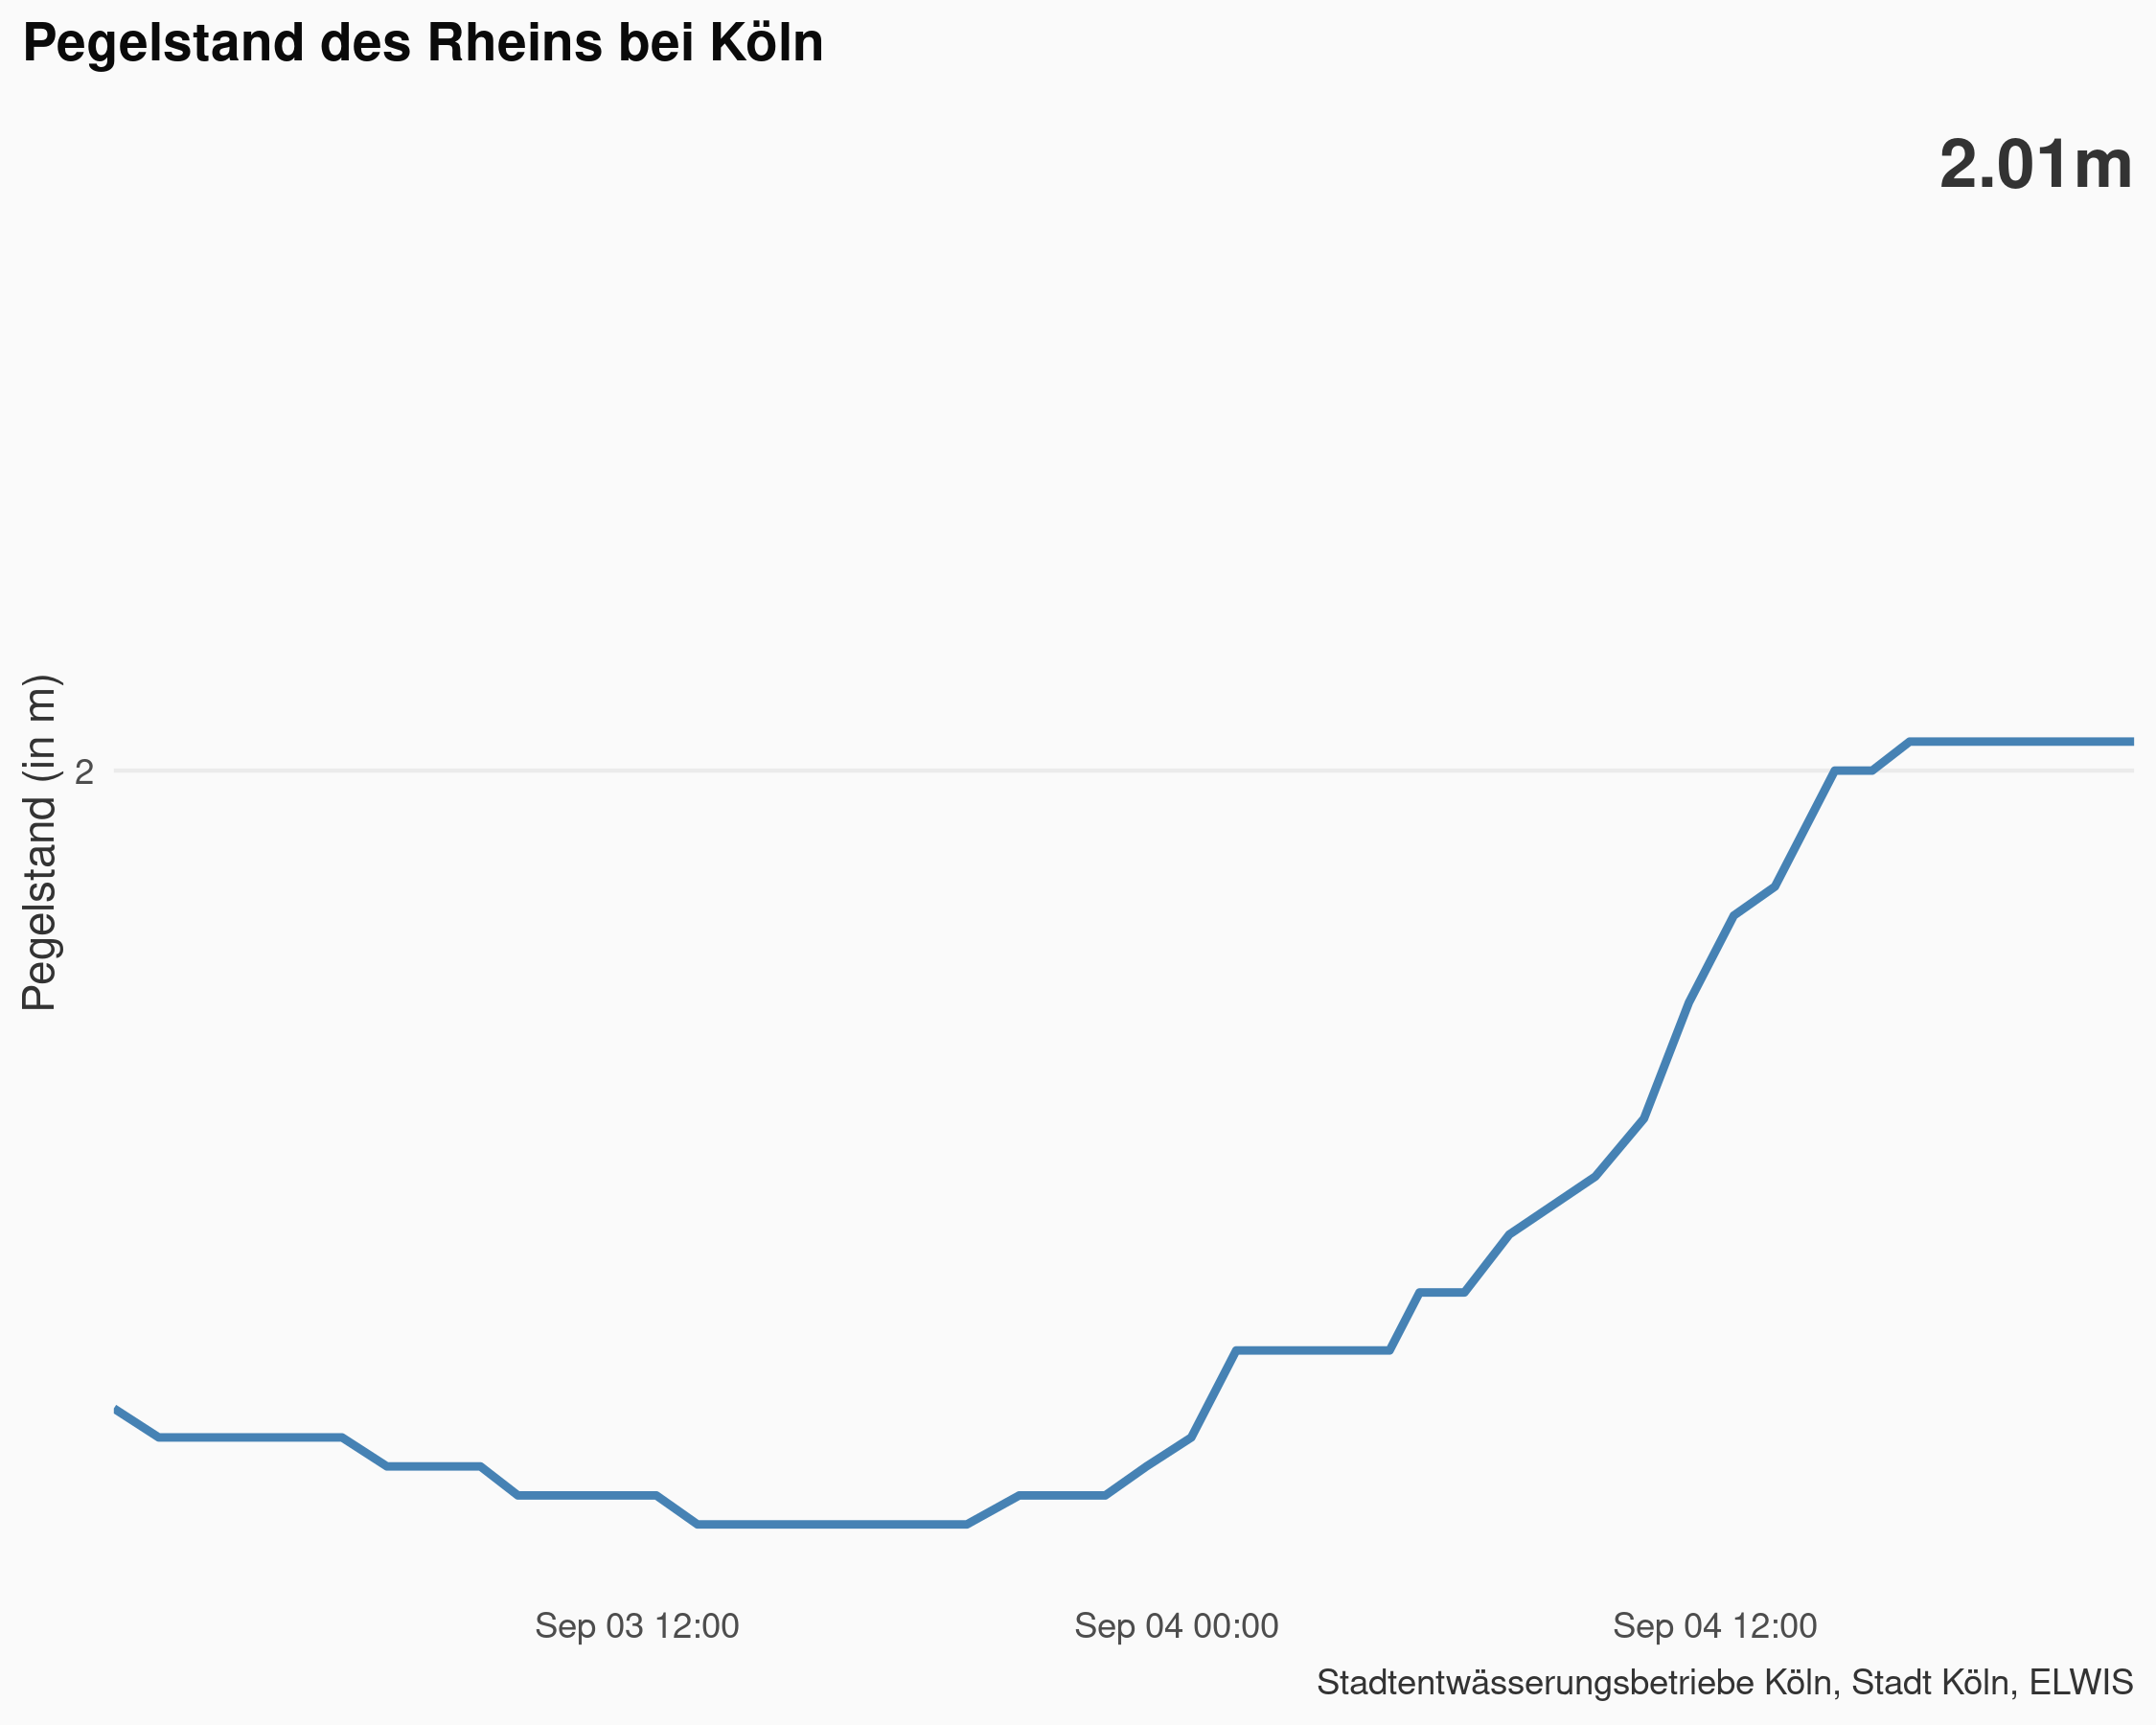 Pegelstand des Rheins bei Köln
2.01m
Pegelstand (in m)
2
Sep 03 12:00
Sep 04 00:00
Sep 04 12:00
Stadtentwässerungsbetriebe Köln, Stadt Köln, ELWIS